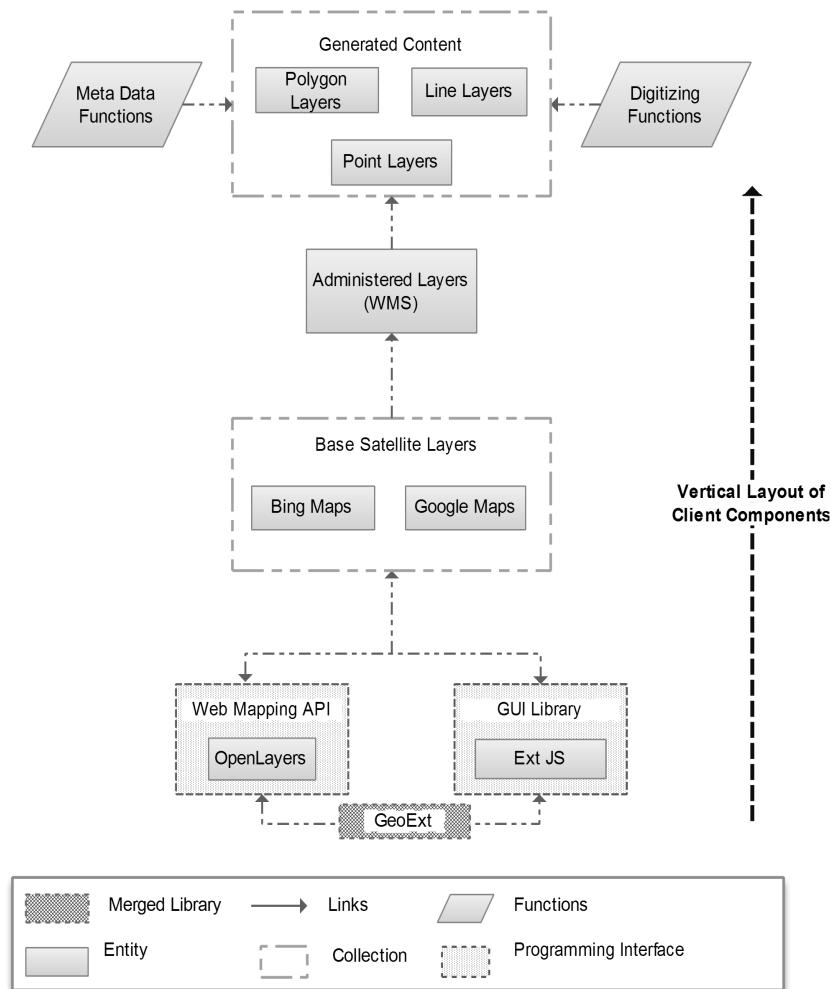 Generated Content
Polygon
Layers
Line Layers
Point Layers
Meta Data
Functions
Digitizing
Functions
Administered Layers
(WMS)
Base Satellite Layers
Bing Maps
Google Maps
Vertical Layout of
Client Components
Web Mapping API
OpenLayers
GUI Library
Ext JS
GeoExt
Merged Library
Links
Functions
Entity
Collection
Programming Interface